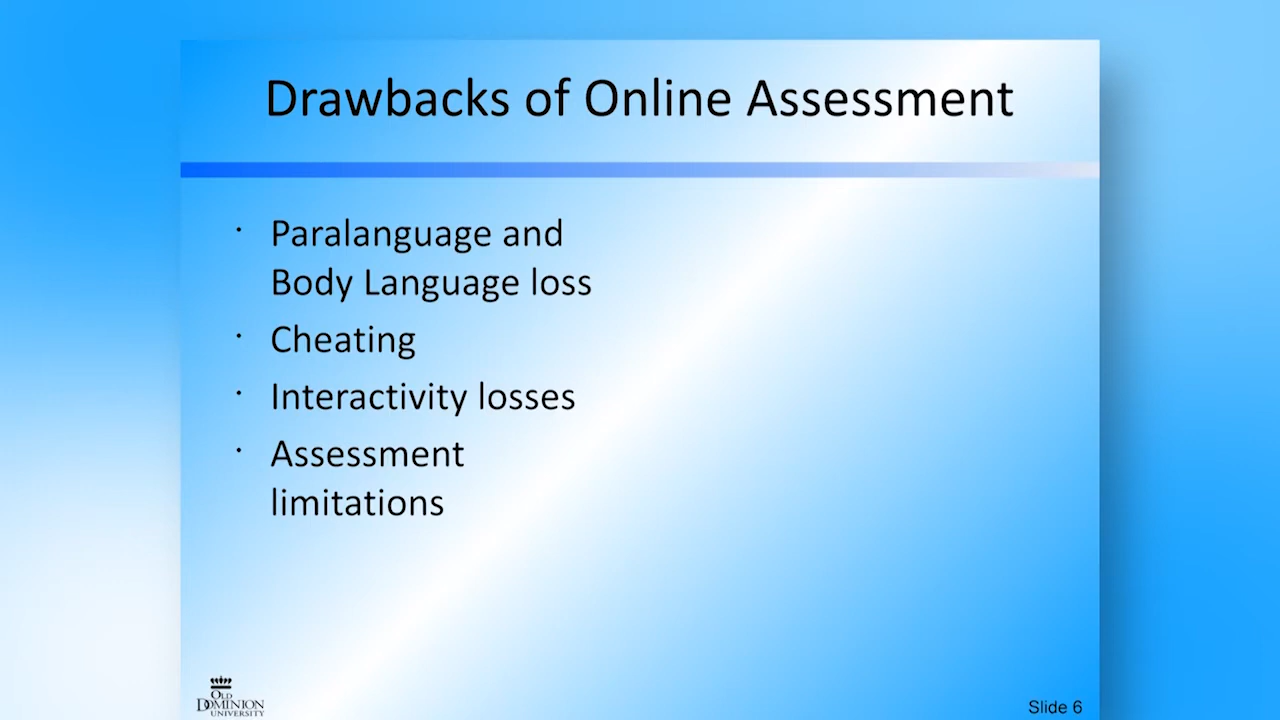 Drawbacks of Online Assessment
· Paralanguage and
Body Language loss
· Cheating
· Interactivity losses
· Assessment
limitations
OLD
DOMINION
UNIVERSITY
Slide 6